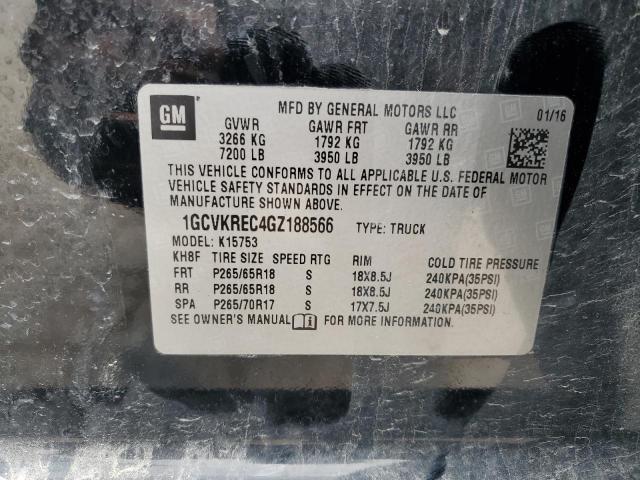 GM
MFD BY GENERAL MOTORS LLC 01/16
GVWR GAWR FRT GAWR RR
3266 KG 1792 KG 1792 KG
7200 LB 3950 LB 3950 LB
THIS VEHICLE CONFORMS TO ALL APPLICABLE U.S. FEDERAL MOTOR
VEHICLE SAFETY STANDARDS IN EFFECT ON THE DATE OF
MANUFACTURE SHOWN ABOVE.
1GCVKREC4GZ188566 TYPE: TRUCK
MODEL: K15753
KH8F TIRE SIZE SPEED RTG RIM COLD TIRE PRESSURE
FRT P265/65R18 S 18X8.5J 240KPA(35PSI)
RR P265/65R18 S 18X8.5J 240KPA(35PSI)
SPA P265/70R17 S 17X7.5J 240KPA(35PSI)
SEE OWNER'S MANUAL FOR MORE INFORMATION.